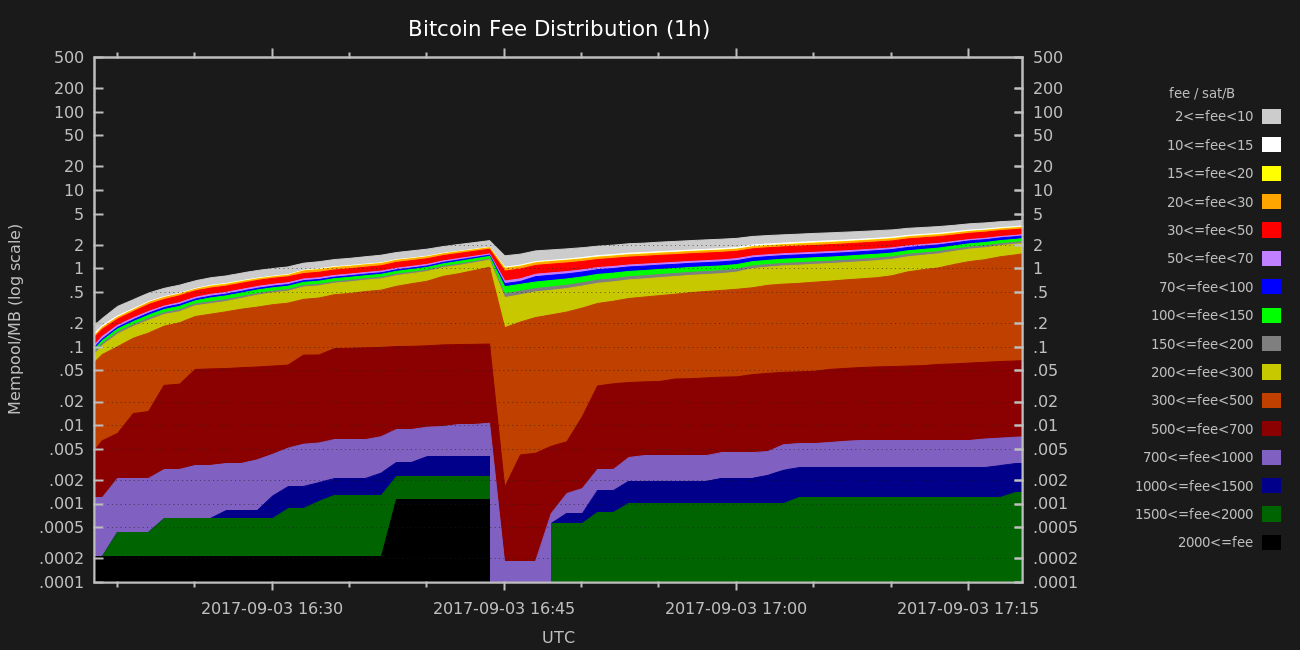 Bitcoin Fee Distribution (1h)
500
200
100
50
20
10
5
2
1
.5
.2
.1
.05
.02
.01
.005
.002
.001
.0005
.0002
.0001
Mempool/MB (log scale)
500
200
100
50
20
10
5
2
1
.5
.2
.1
.05
.02
.01
.005
.002
.001
.0005
.0002
.0001
2017-09-03 16:30
2017-09-03 16:45
2017-09-03 17:00
2017-09-03 17:15
UTC
fee / sat/B
2<=fee<10
10<=fee<15
15<=fee<20
20<=fee<30
30<=fee<50
50<=fee<70
70<=fee<100
100<=fee<150
150<=fee<200
200<=fee<300
300<=fee<500
500<=fee<700
700<=fee<1000
1000<=fee<1500
1500<=fee<2000
2000<=fee